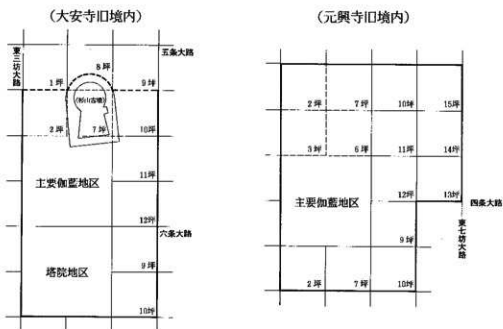 (大安寺旧境内)
東三坊大路
五条大路
8坪
1坪
9坪
(杉山古墳)
2坪
7坪
10坪
主要伽藍地区
11坪
12坪
六条大路
塔院地区
9坪
10坪
(元興寺旧境内)
2坪
7坪
10坪
15坪
3坪
6坪
11坪
14坪
主要伽藍地区
12坪
13坪
四条大路
東七坊大路
9坪
2坪
7坪
10坪